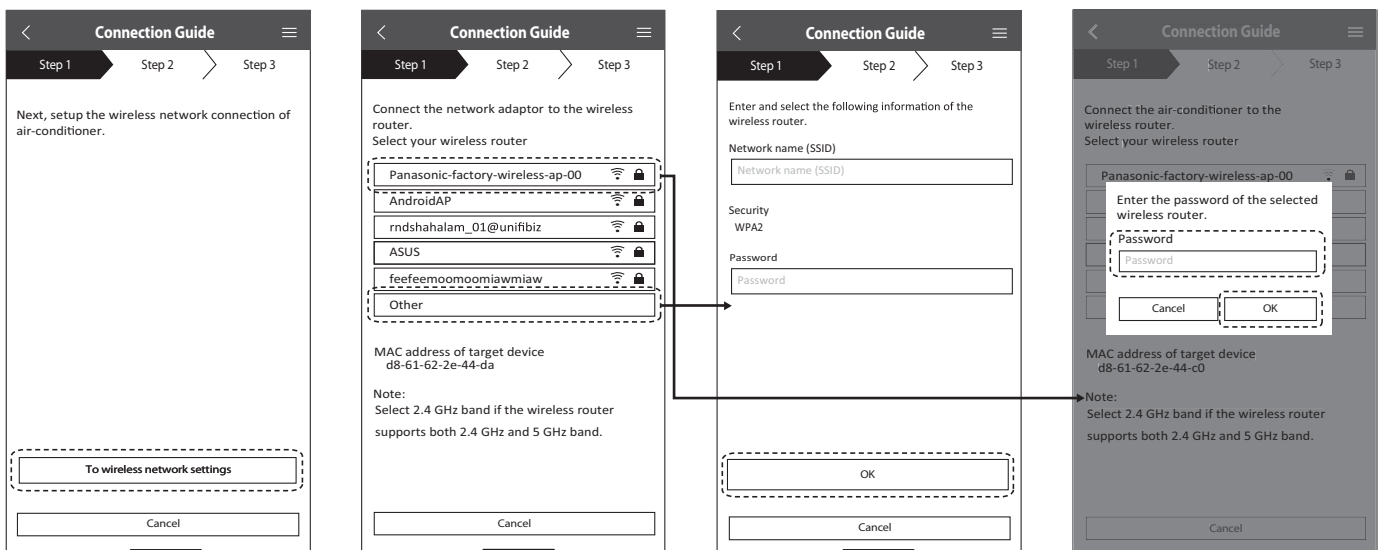 Connection Guide
Step 1 Step 2 Step 3
Next, setup the wireless network connection of
air-conditioner.
To wireless network settings
Cancel
Connection Guide
Step 1 Step 2 Step 3
Connect the network adaptor to the wireless
router.
Select your wireless router
Panasonic-factory-wireless-ap-00
AndroidAP
rndshahalam_01@unifibiz
ASUS
feefeemoomoomiawmiaw
Other
MAC address of target device
d8-61-62-2e-44-da
Note:
Select 2.4 GHz band if the wireless router
supports both 2.4 GHz and 5 GHz band.
Cancel
Connection Guide
Step 1 Step 2 Step 3
Enter and select the following information of the
wireless router.
Network name (SSID)
Network name (SSID)
Security
WPA2
Password
Password
OK
Cancel
Connection Guide
Step 1 Step 2 Step 3
Connect the air-conditioner to the
wireless router.
Select your wireless router
Panasonic-factory-wireless-ap-00
Enter the password of the selected
wireless router.
Password
Password
Cancel OK
MAC address of target device
d8-61-62-2e-44-c0
Note:
Select 2.4 GHz band if the wireless router
supports both 2.4 GHz and 5 GHz band.
Cancel